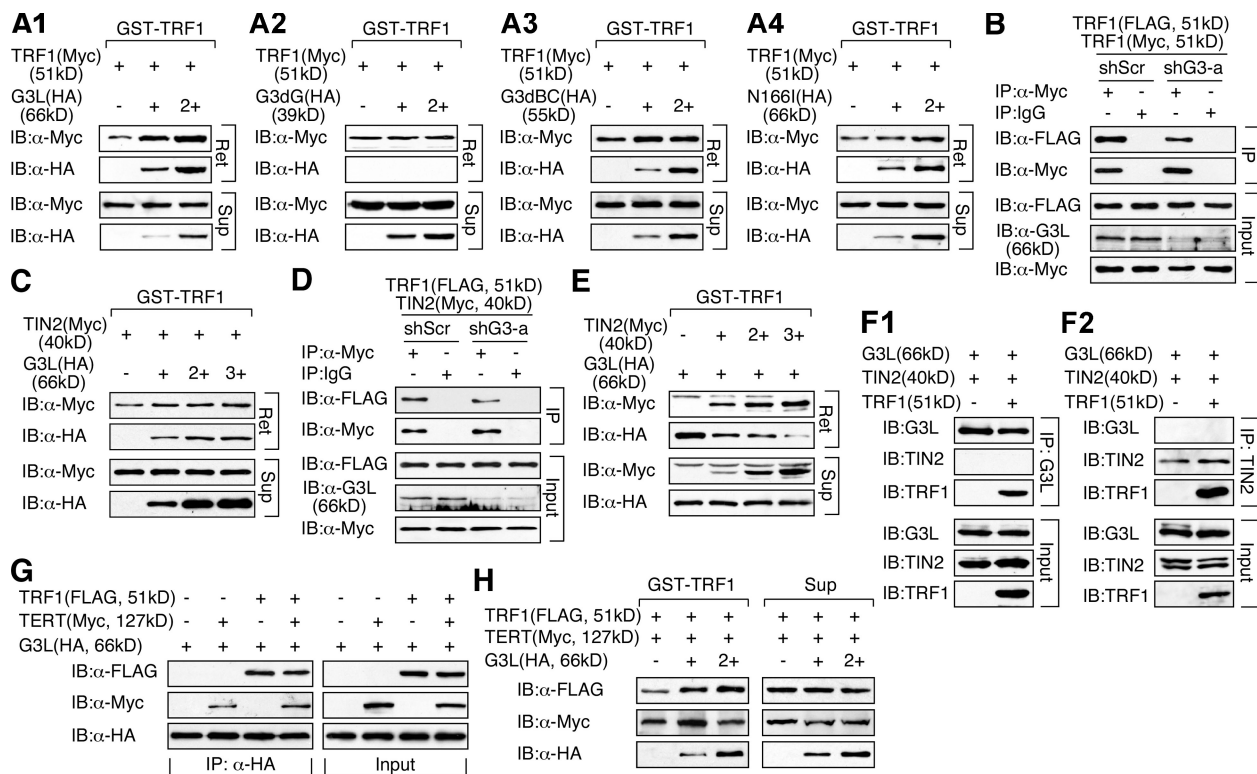 A1
GST-TRF1
TRF1(Myc) + + +
(51kD)
G3L(HA) - + 2+
(66kD)
IB:α-Myc
IB:α-HA
Ret
IB:α-Myc
IB:α-HA
Sup
A2
GST-TRF1
TRF1(Myc) + + +
(51kD)
G3dG(HA) - + 2+
(39kD)
IB:α-Myc
IB:α-HA
Ret
IB:α-Myc
IB:α-HA
Sup
A3
GST-TRF1
TRF1(Myc) + + +
(51kD)
G3dBC(HA) - + 2+
(55kD)
IB:α-Myc
IB:α-HA
Ret
IB:α-Myc
IB:α-HA
Sup
A4
GST-TRF1
TRF1(Myc) + + +
(51kD)
N166I(HA) - + 2+
(66kD)
IB:α-Myc
IB:α-HA
Ret
IB:α-Myc
IB:α-HA
Sup
B
TRF1(FLAG, 51kD)
TRF1(Myc, 51kD)
shScr shG3-a
IP:α-Myc + - + -
IP:IgG - + - +
IB:α-FLAG
IB:α-Myc
IP
IB:α-FLAG
IB:α-G3L
(66kD)
IB:α-Myc
Input
C
GST-TRF1
TIN2(Myc) + + + +
(40kD)
G3L(HA) - + 2+ 3+
(66kD)
IB:α-Myc
IB:α-HA
Ret
IB:α-Myc
IB:α-HA
Sup
D
TRF1(FLAG, 51kD)
TIN2(Myc, 40kD)
shScr shG3-a
IP:α-Myc + - + -
IP:IgG - + - +
IB:α-FLAG
IB:α-Myc
IP
IB:α-FLAG
IB:α-G3L
(66kD)
IB:α-Myc
Input
E
GST-TRF1
TIN2(Myc) - + 2+ 3+
(40kD)
G3L(HA) + + + +
(66kD)
IB:α-Myc
IB:α-HA
Ret
IB:α-Myc
IB:α-HA
Sup
F1
G3L(66kD) + +
TIN2(40kD) + +
TRF1(51kD) - +
IB:G3L
IB:TIN2
IB:TRF1
IP: G3L
IB:G3L
IB:TIN2
IB:TRF1
Input
F2
G3L(66kD) + +
TIN2(40kD) + +
TRF1(51kD) - +
IB:G3L
IB:TIN2
IB:TRF1
IP: TIN2
IB:G3L
IB:TIN2
IB:TRF1
Input
G
TRF1(FLAG, 51kD) - - + + - - + +
TERT(Myc, 127kD) - + - + - + - +
G3L(HA, 66kD) + + + + + + + +
IB:α-FLAG
IB:α-Myc
IB:α-HA
IP: α-HA Input
H
GST-TRF1 Sup
TRF1(FLAG, 51kD) + + + + + +
TERT(Myc, 127kD) + + + + + +
G3L(HA, 66kD) - + 2+ - + 2+
IB:α-FLAG
IB:α-Myc
IB:α-HA